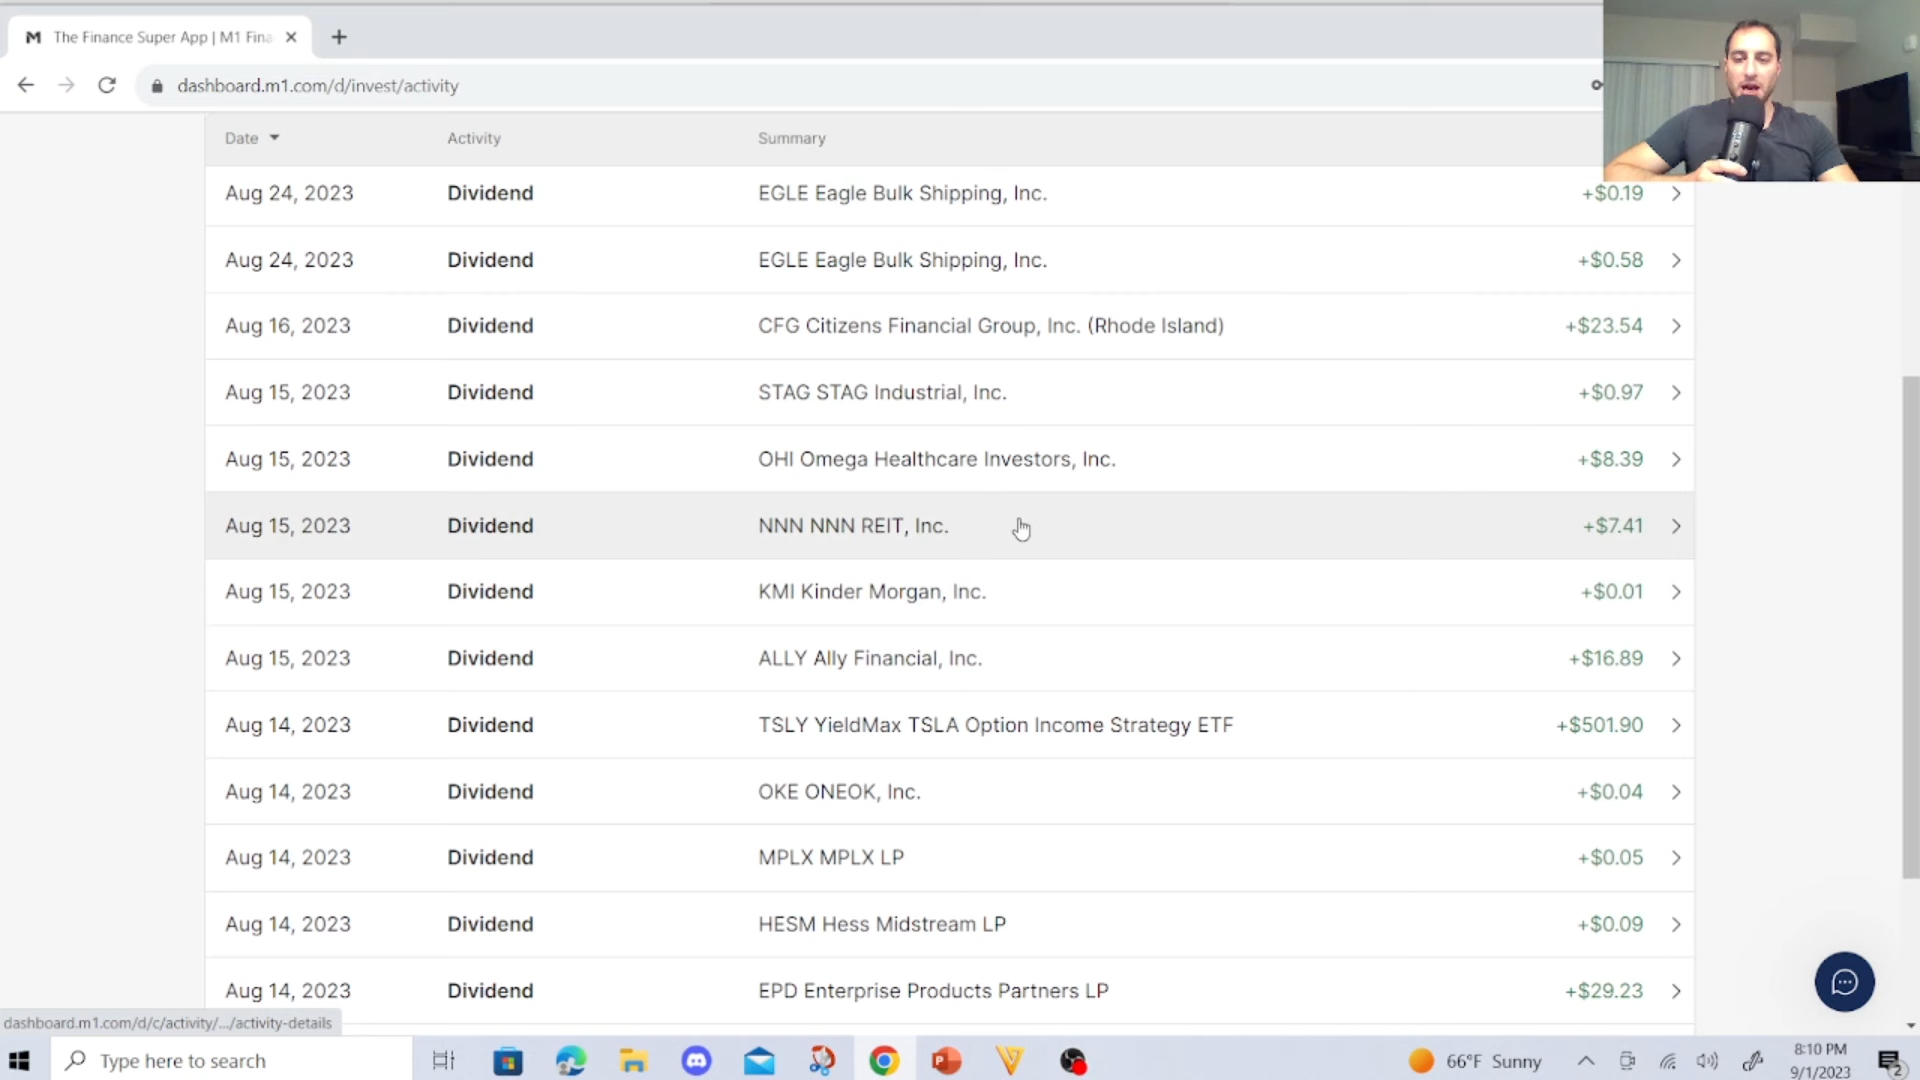 The Finance Super App | M1 Fina
dashboard.m1.com/d/invest/activity
Date Activity Summary
Aug 24, 2023 Dividend EGLE Eagle Bulk Shipping, Inc. +$0.19
Aug 24, 2023 Dividend EGLE Eagle Bulk Shipping, Inc. +$0.58
Aug 16, 2023 Dividend CFG Citizens Financial Group, Inc. (Rhode Island) +$23.54
Aug 15, 2023 Dividend STAG STAG Industrial, Inc. +$0.97
Aug 15, 2023 Dividend OHI Omega Healthcare Investors, Inc. +$8.39
Aug 15, 2023 Dividend NNN NNN REIT, Inc. +$7.41
Aug 15, 2023 Dividend KMI Kinder Morgan, Inc. +$0.01
Aug 15, 2023 Dividend ALLY Ally Financial, Inc. +$16.89
Aug 14, 2023 Dividend TSLY YieldMax TSLA Option Income Strategy ETF +$501.90
Aug 14, 2023 Dividend OKE ONEOK, Inc. +$0.04
Aug 14, 2023 Dividend MPLX MPLX LP +$0.05
Aug 14, 2023 Dividend HESM Hess Midstream LP +$0.09
Aug 14, 2023 Dividend EPD Enterprise Products Partners LP +$29.23
dashboard.m1.com/d/c/activity/.../activity-details
Type here to search
66°F Sunny
8:10 PM
9/1/2023
2